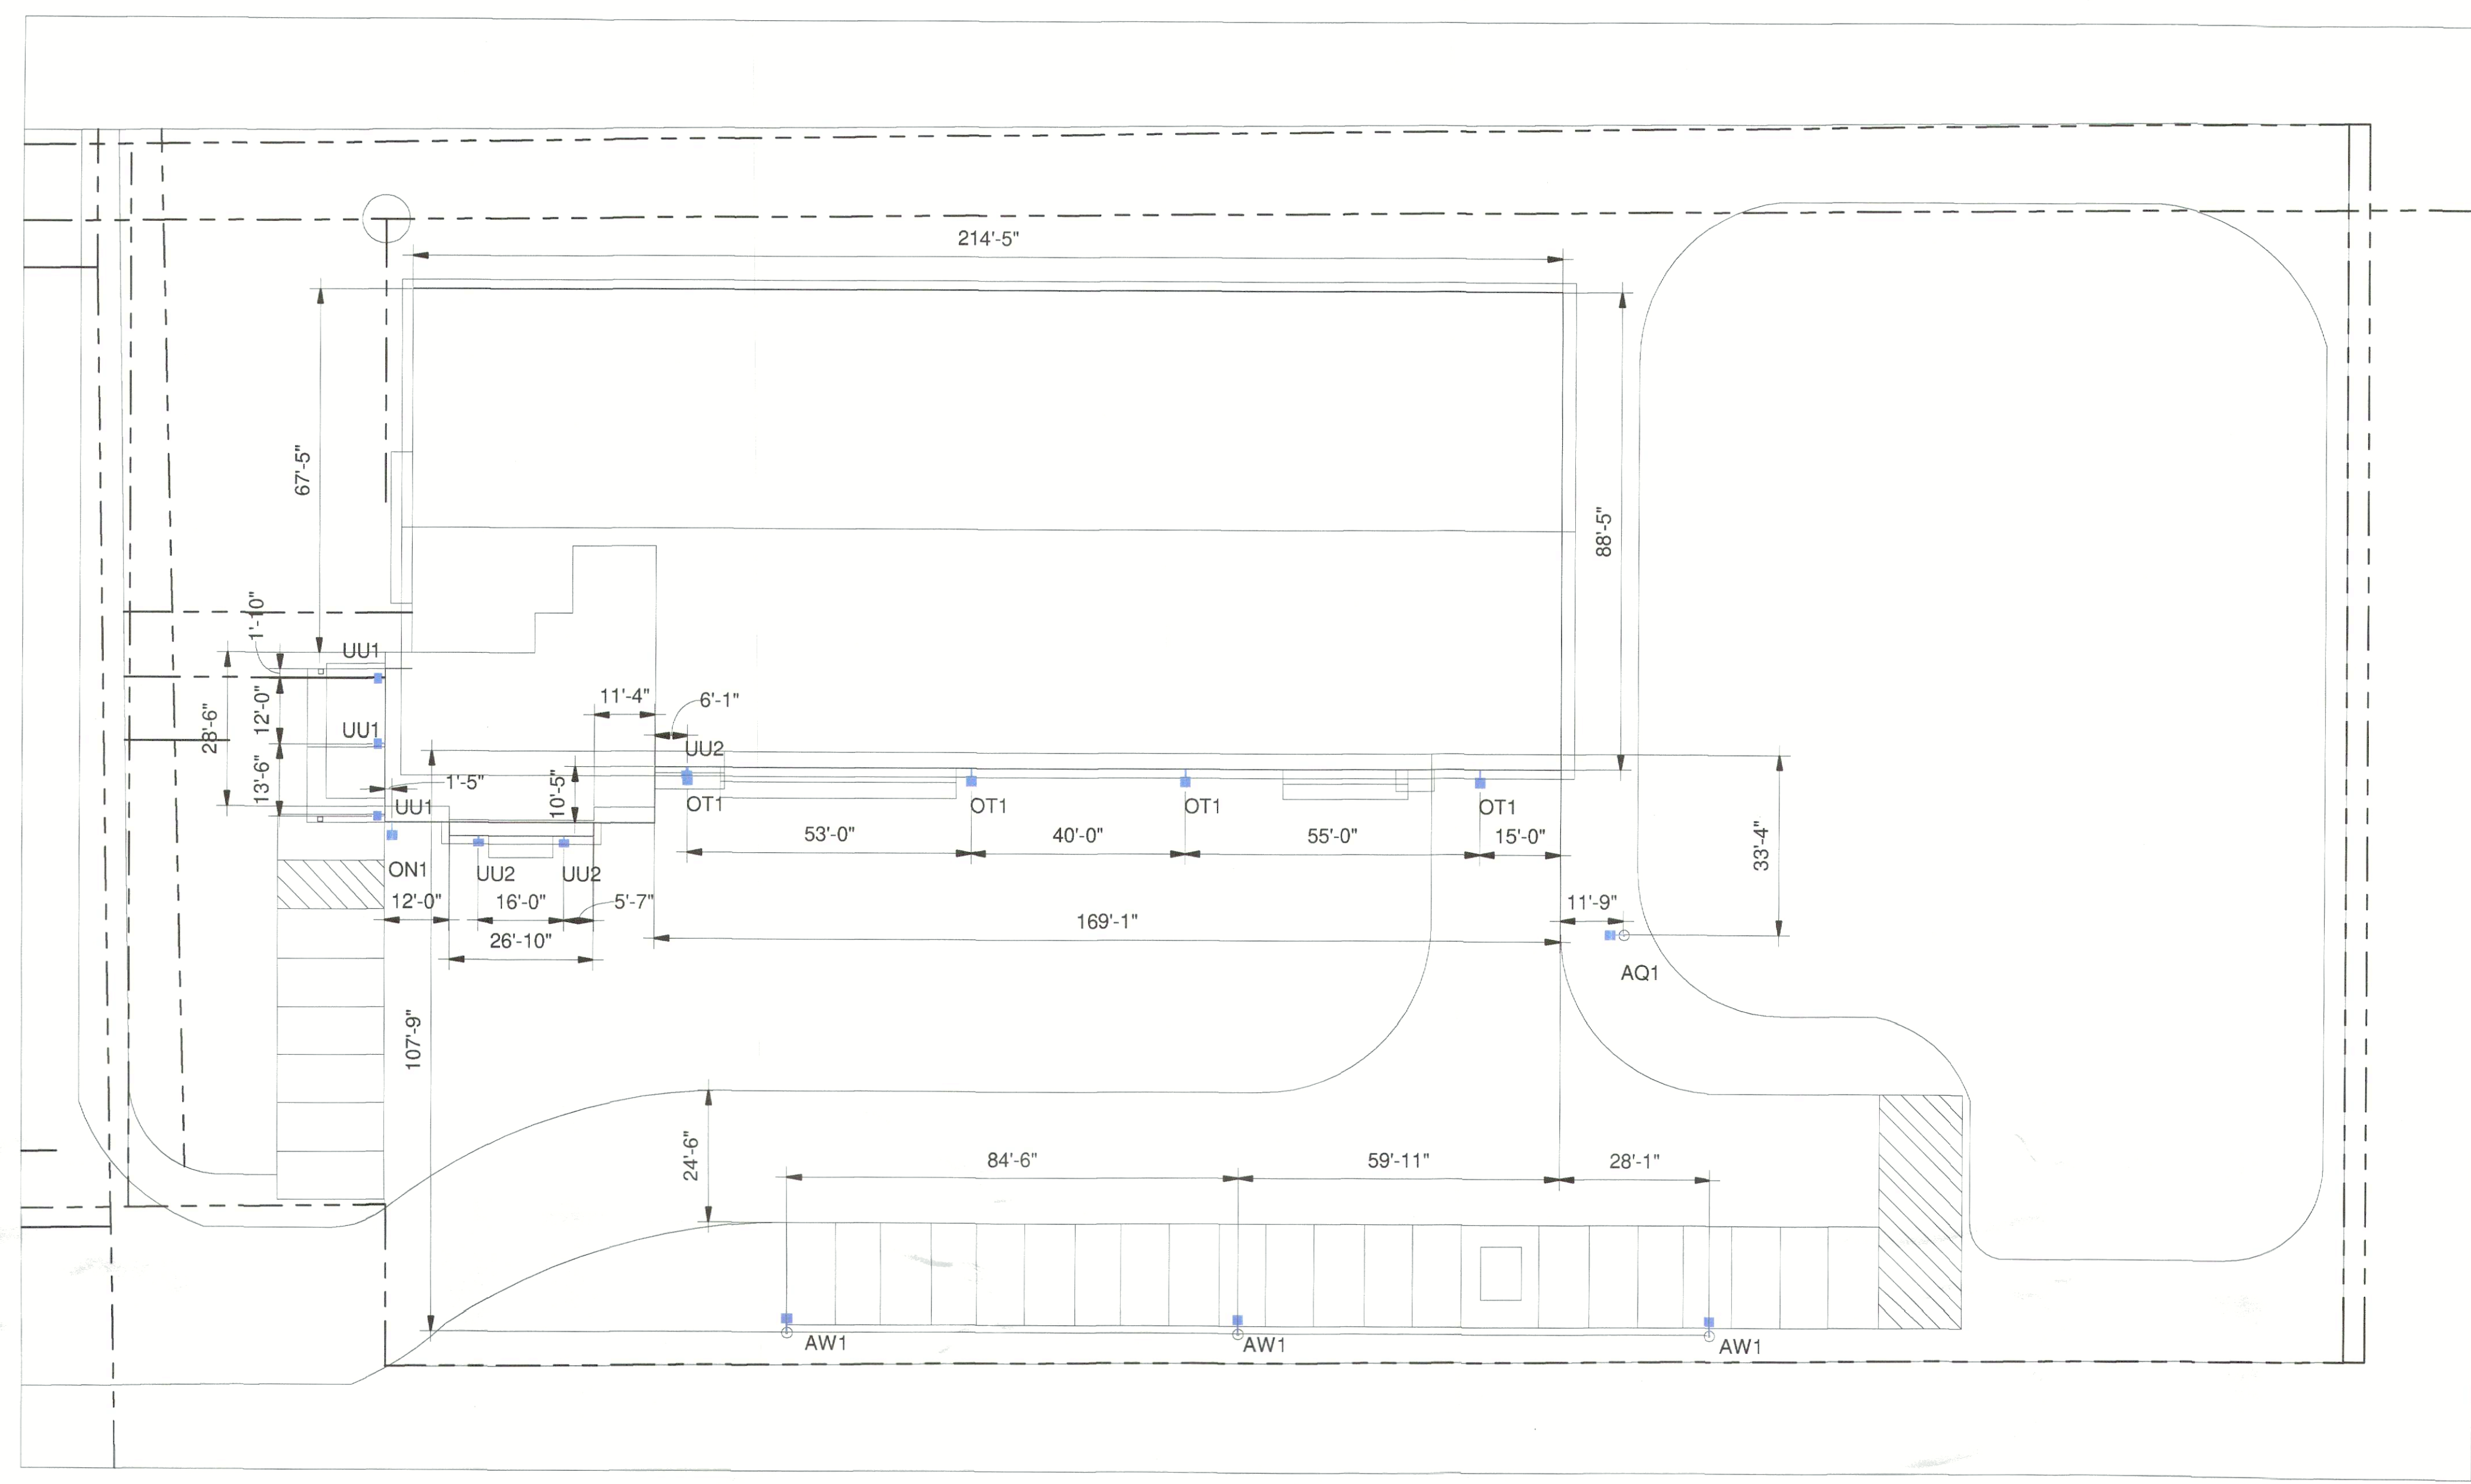 214'-5"
67'-5"
88'-5"
1'-10"
UU1
11'-4"
6'-1"
12'-0"
28'-6"
UU1
UU2
13'-6"
1'-5"
10'-5"
UU1
OT1
OT1
OT1
OT1
53'-0"
40'-0"
55'-0"
15'-0"
33'-4"
ON1
UU2
UU2
12'-0"
16'-0"
5'-7"
11'-9"
169'-1"
26'-10"
AQ1
107'-9"
24'-6"
84'-6"
59'-11"
28'-1"
AW1
AW1
AW1